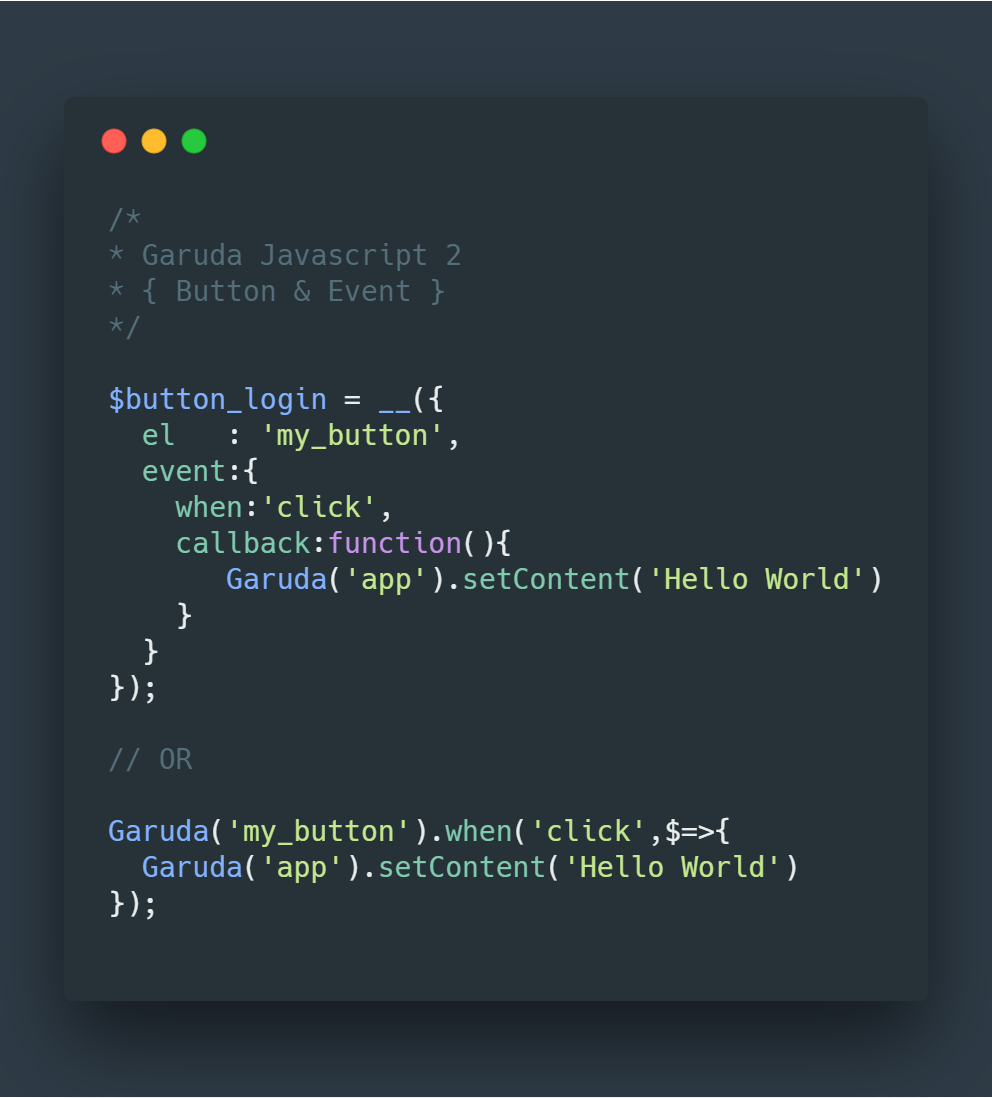 /*
* Garuda Javascript 2
* { Button & Event }
*/
$button_login = __({
  el   : 'my_button',
  event:{
    when:'click',
    callback:function(){
       Garuda('app').setContent('Hello World')
    }
  }
});
// OR
Garuda('my_button').when('click',$=>{
  Garuda('app').setContent('Hello World')
});